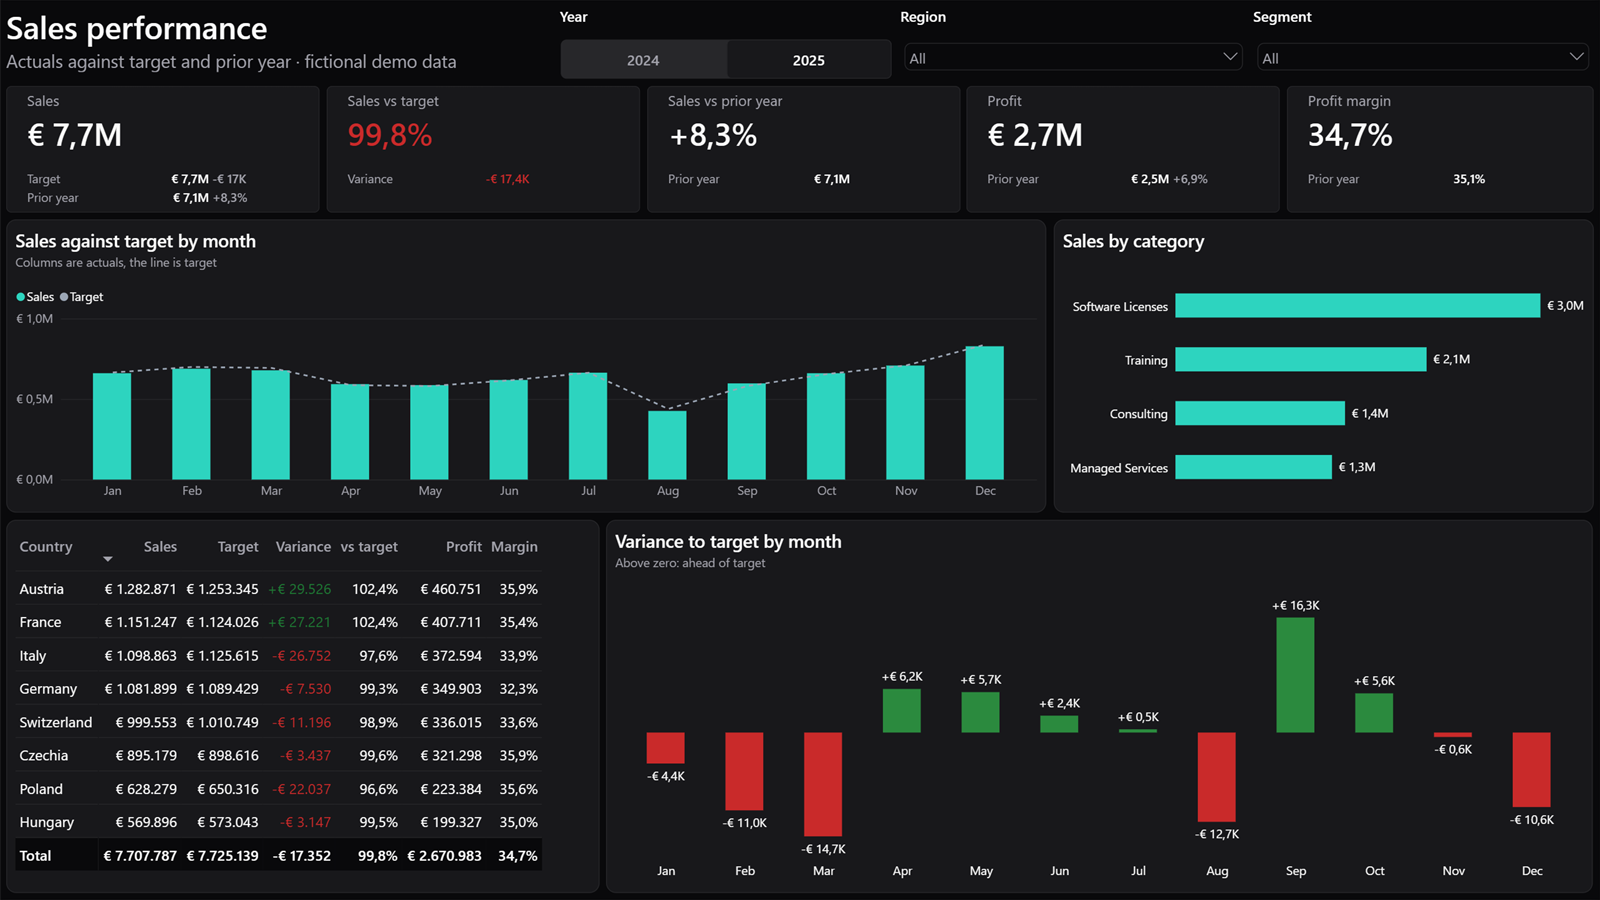 Sales performance
Actuals against target and prior year · fictional demo data
Year
2024
2025
Region
All
Segment
All
Sales
€ 7,7M
Target € 7,7M -€ 17K
Prior year € 7,1M +8,3%
Sales vs target
99,8%
Variance -€ 17,4K
Sales vs prior year
+8,3%
Prior year € 7,1M
Profit
€ 2,7M
Prior year € 2,5M +6,9%
Profit margin
34,7%
Prior year 35,1%
Sales against target by month
Columns are actuals, the line is target
Sales Target
€ 1,0M
€ 0,5M
€ 0,0M
Jan Feb Mar Apr May Jun Jul Aug Sep Oct Nov Dec
Sales by category
Software Licenses € 3,0M
Training € 2,1M
Consulting € 1,4M
Managed Services € 1,3M
Country Sales Target Variance vs target Profit Margin
Austria € 1.282.871 € 1.253.345 +€ 29.526 102,4% € 460.751 35,9%
France € 1.151.247 € 1.124.026 +€ 27.221 102,4% € 407.711 35,4%
Italy € 1.098.863 € 1.125.615 -€ 26.752 97,6% € 372.594 33,9%
Germany € 1.081.899 € 1.089.429 -€ 7.530 99,3% € 349.903 32,3%
Switzerland € 999.553 € 1.010.749 -€ 11.196 98,9% € 336.015 33,6%
Czechia € 895.179 € 898.616 -€ 3.437 99,6% € 321.298 35,9%
Poland € 628.279 € 650.316 -€ 22.037 96,6% € 223.384 35,6%
Hungary € 569.896 € 573.043 -€ 3.147 99,5% € 199.327 35,0%
Total € 7.707.787 € 7.725.139 -€ 17.352 99,8% € 2.670.983 34,7%
Variance to target by month
Above zero: ahead of target
-€ 4,4K
-€ 11,0K
-€ 14,7K
+€ 6,2K
+€ 5,7K
+€ 2,4K
+€ 0,5K
-€ 12,7K
+€ 16,3K
+€ 5,6K
-€ 0,6K
-€ 10,6K
Jan Feb Mar Apr May Jun Jul Aug Sep Oct Nov Dec